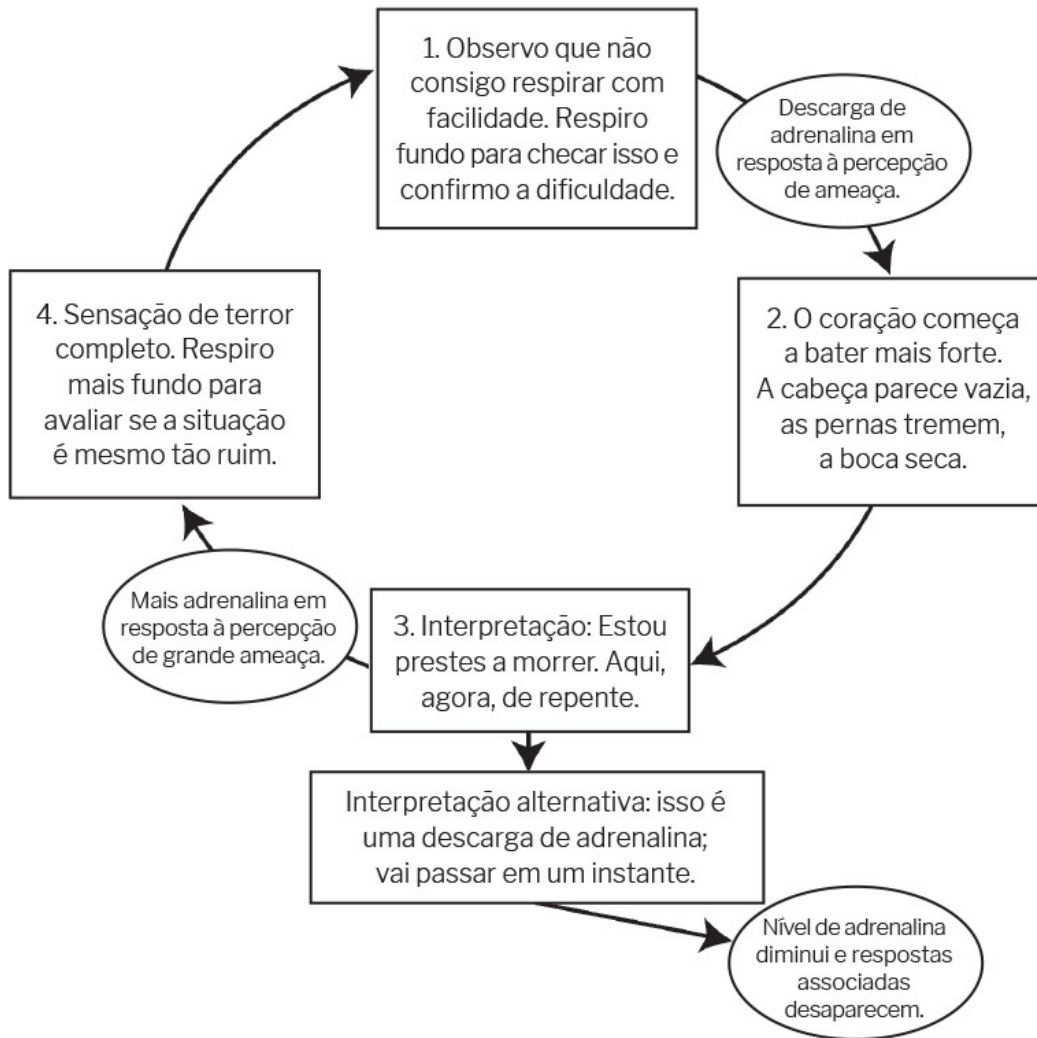 1. Observo que não
consigo respirar com
facilidade. Respiro
fundo para checar isso e
confirmo a dificuldade.
Descarga de
adrenalina em
resposta à percepção
de ameaça.
2. O coração começa
a bater mais forte.
A cabeça parece vazia,
as pernas tremem,
a boca seca.
3. Interpretação: Estou
prestes a morrer. Aqui,
agora, de repente.
Mais adrenalina em
resposta à percepção
de grande ameaça.
4. Sensação de terror
completo. Respiro
mais fundo para
avaliar se a situação
é mesmo tão ruim.
Interpretação alternativa: isso é
uma descarga de adrenalina;
vai passar em um instante.
Nível de adrenalina
diminui e respostas
associadas
desaparecem.